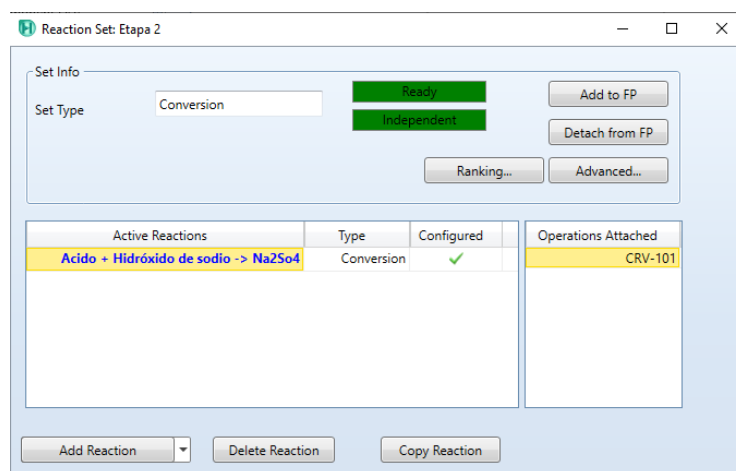 Reaction Set: Etapa 2
Set Info
Set Type
Conversion
Ready
Independent
Add to FP
Detach from FP
Ranking...
Advanced...
Active Reactions
Type
Configured
Operations Attached
Acido + Hidróxido de sodio -> Na2So4
Conversion
CRV-101
Add Reaction
Delete Reaction
Copy Reaction